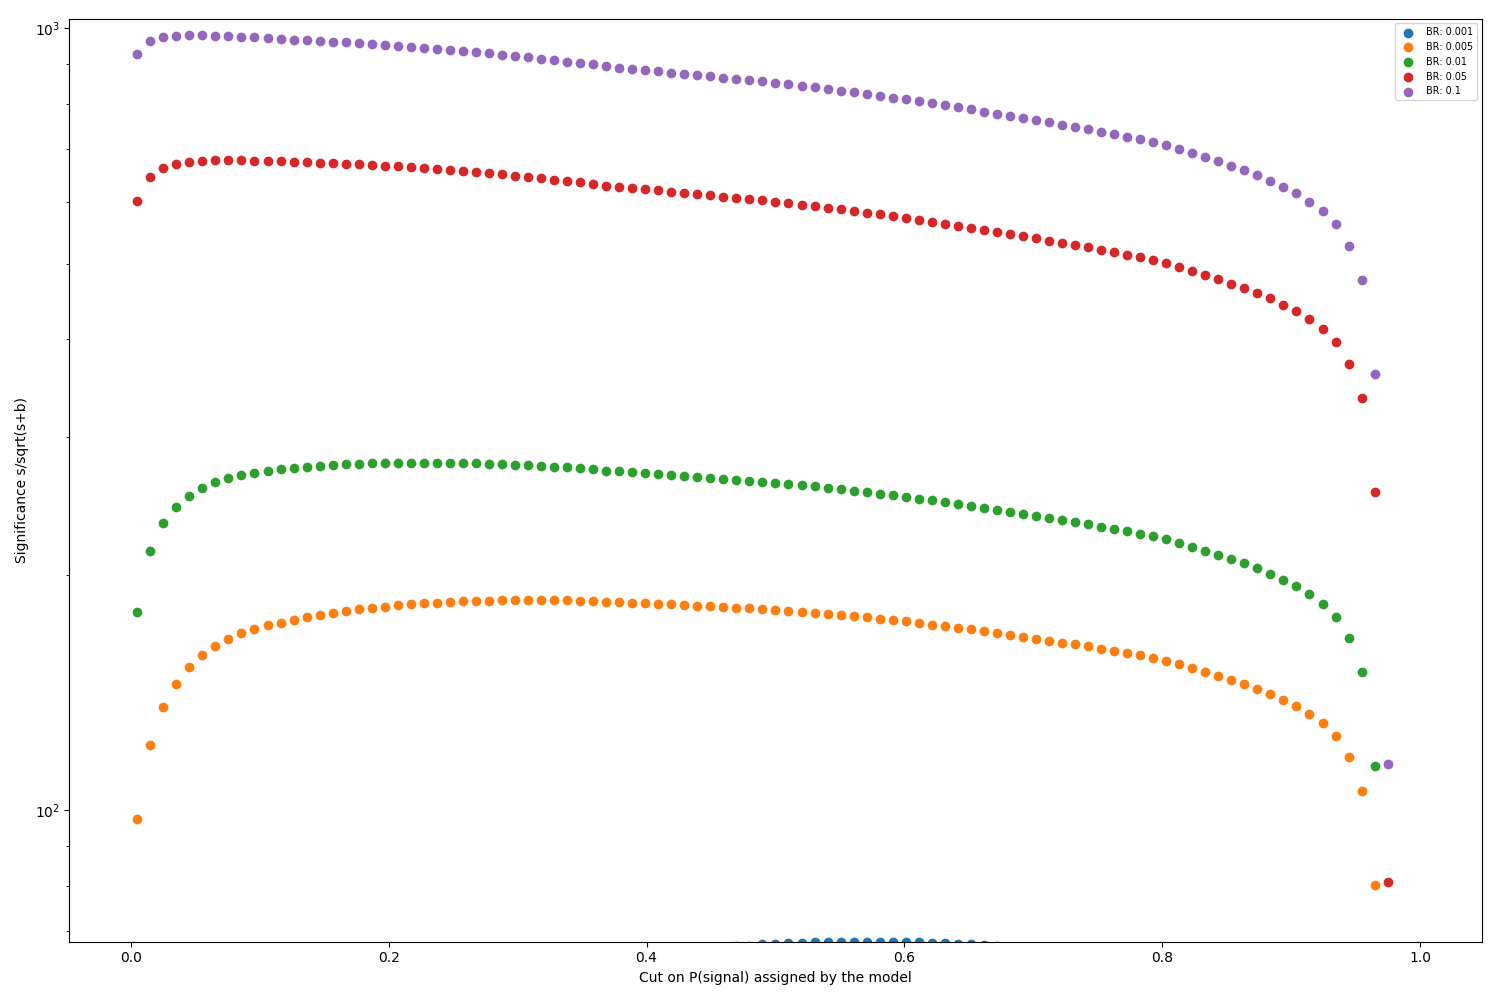 10³
10²
Significance s/sqrt(s+b)
BR: 0.001
BR: 0.005
BR: 0.01
BR: 0.05
BR: 0.1
0.0 0.2 0.4 0.6 0.8 1.0
Cut on P(signal) assigned by the model